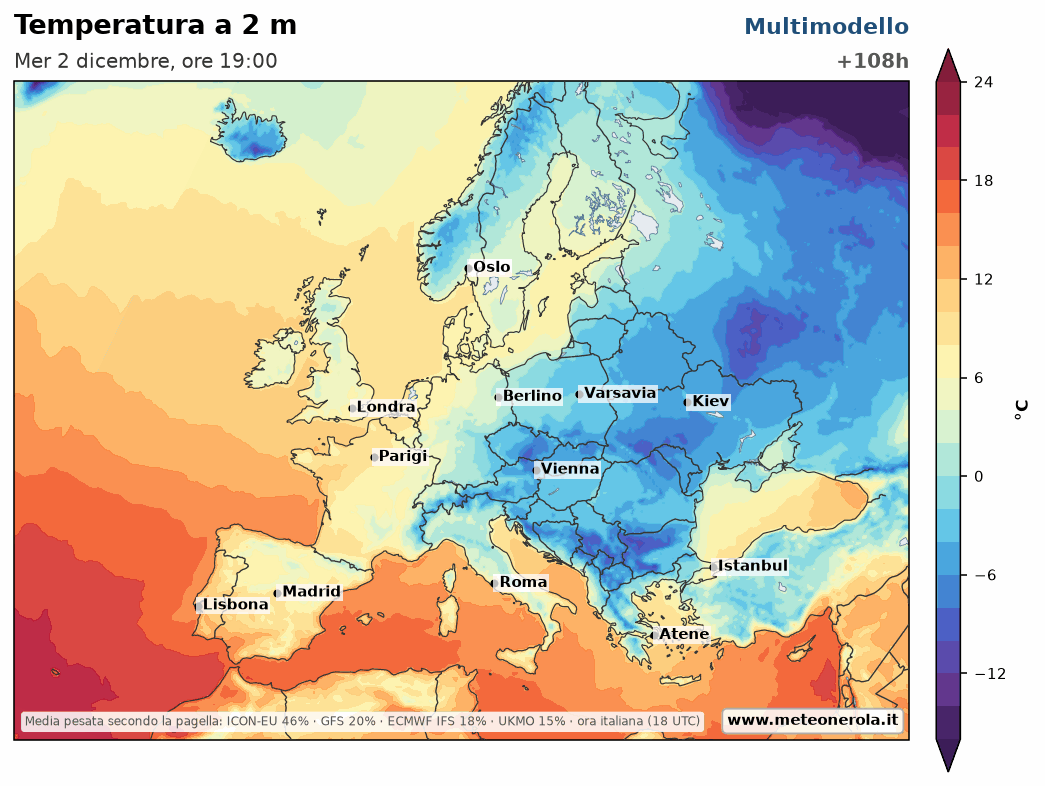 Temperatura a 2 m
Multimodello
Mer 2 dicembre, ore 19:00
+108h
24
18
12
6
0
−6
−12
°C
Oslo
Berlino
Varsavia
Kiev
Londra
Parigi
Vienna
Istanbul
Roma
Madrid
Lisbona
Atene
Media pesata secondo la pagella: ICON-EU 46% · GFS 20% · ECMWF IFS 18% · UKMO 15% · ora italiana (18 UTC)
www.meteonerola.it